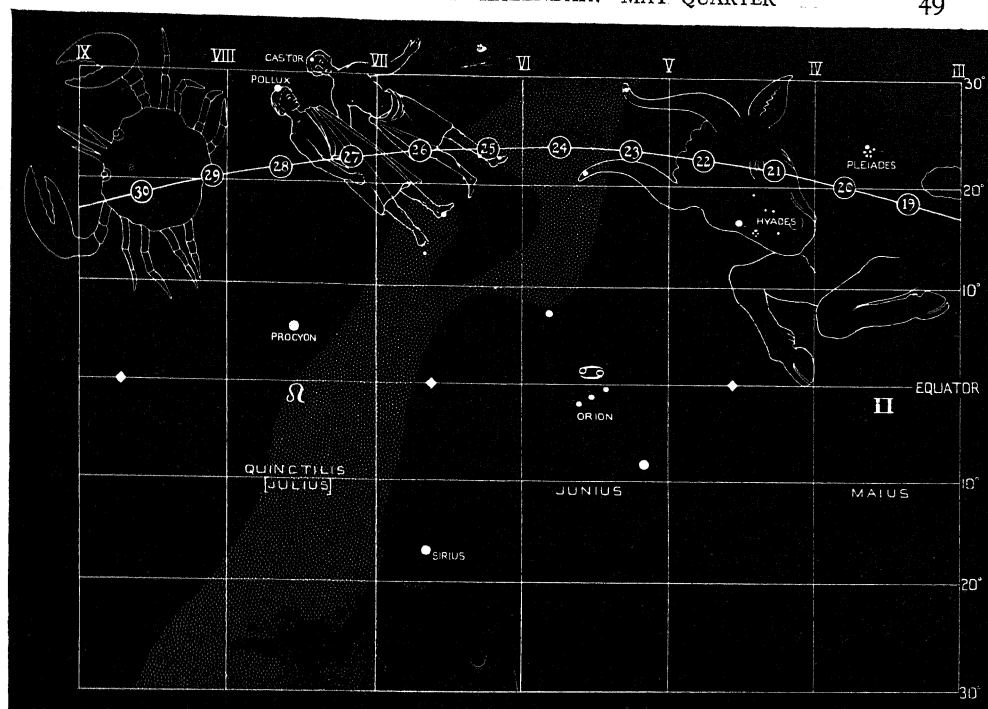 MAY QUARTER
49
IX VIII VII VI V IV III
CASTOR
POLLUX
30°
30 29 28 27 26 25 24 23 22 21 20 19
PLEIADES
20°
HYADES
10°
PROCYON
♋
EQUATOR
♌
ORION
♊
QUINCTILIS
[JULIUS]
JUNIUS
MAIUS
10°
SIRIUS
20°
30°